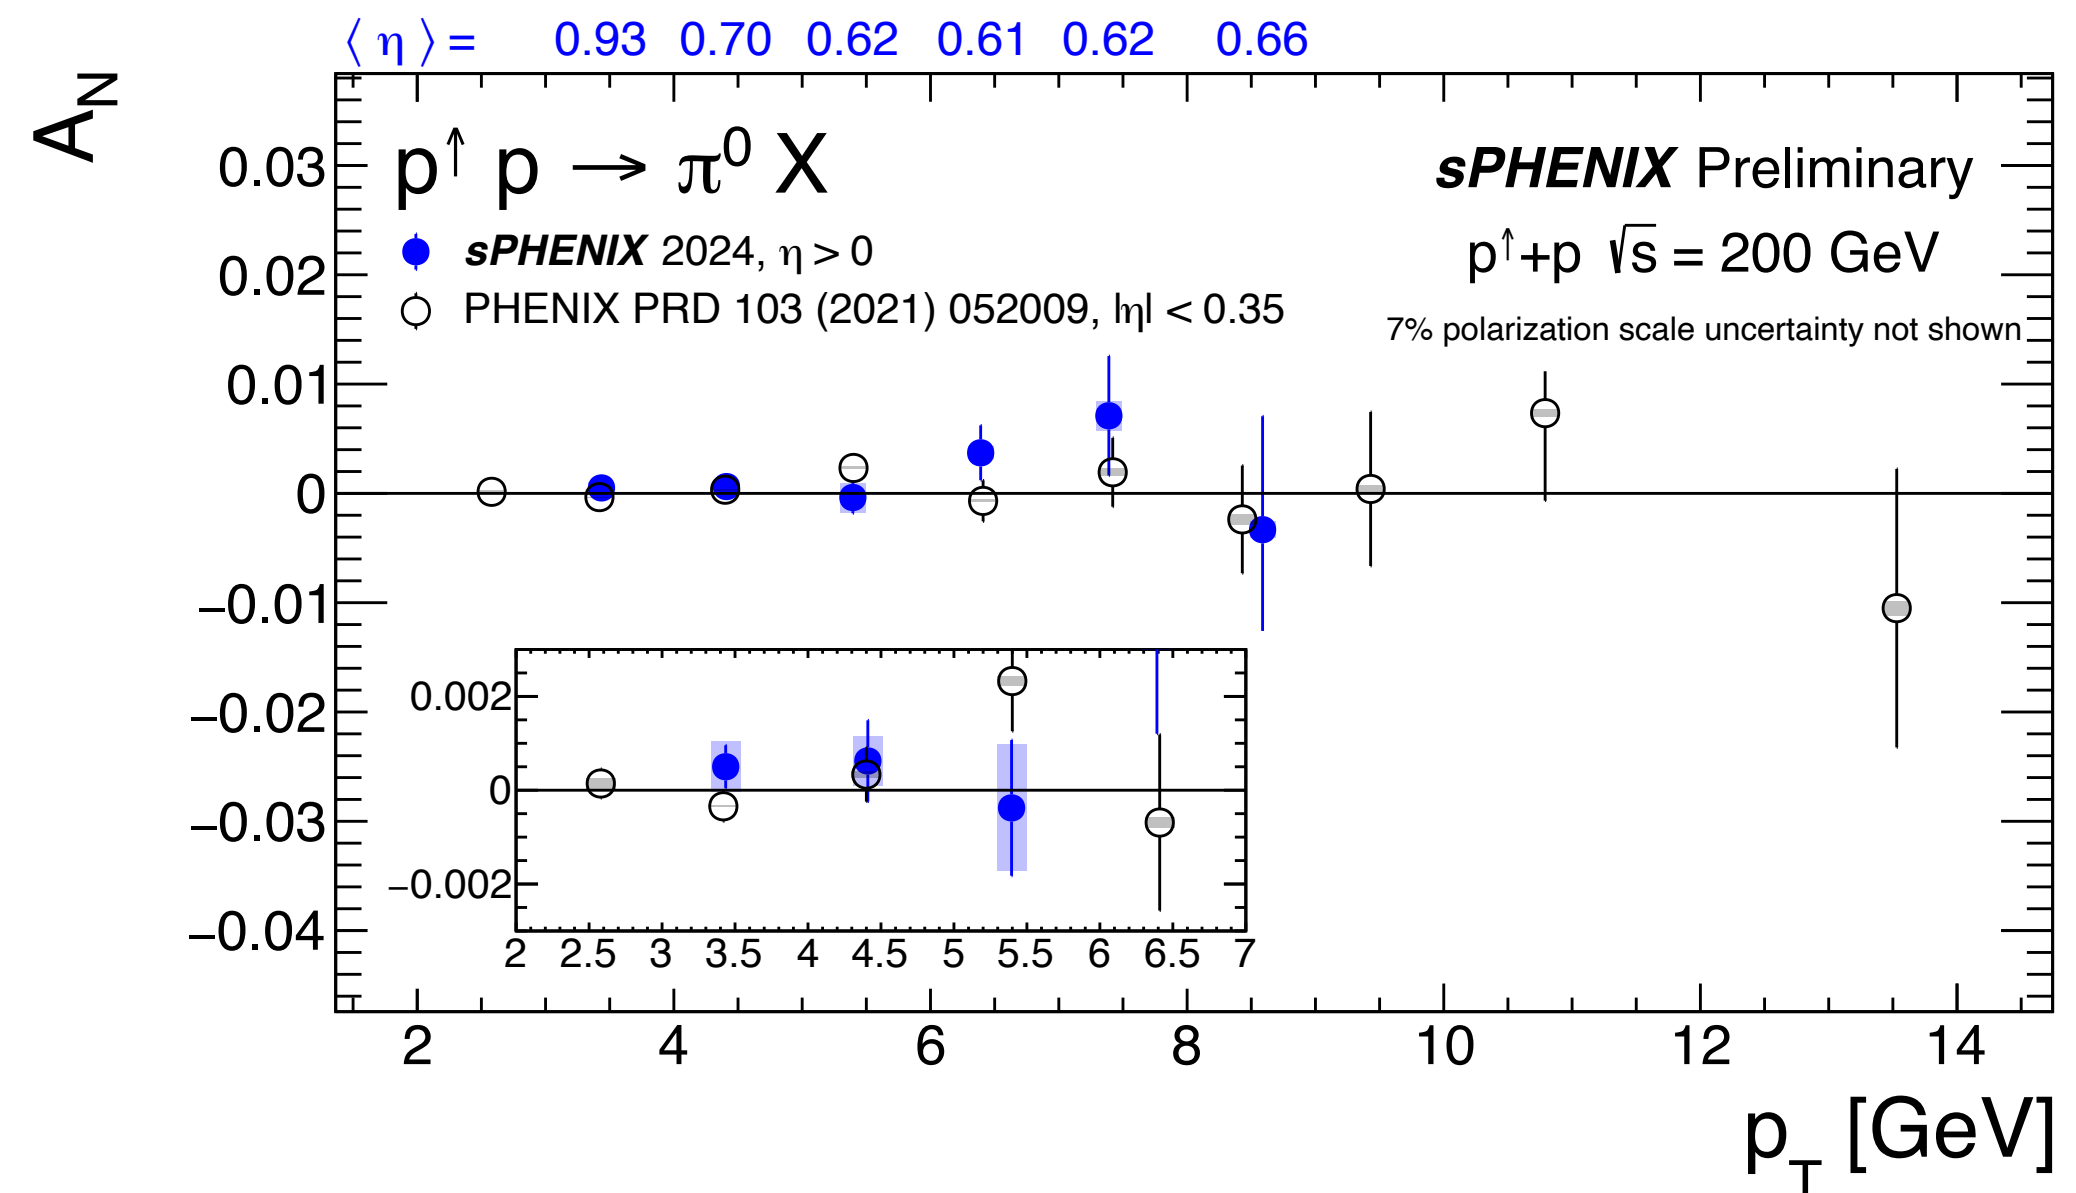 ⟨ η ⟩ = 0.93 0.70 0.62 0.61 0.62 0.66
A_N
p↑ p → π⁰ X
sPHENIX 2024, η > 0
PHENIX PRD 103 (2021) 052009, |η| < 0.35
sPHENIX Preliminary
p↑+p √s = 200 GeV
7% polarization scale uncertainty not shown
0.03
0.02
0.01
0
−0.01
−0.02
−0.03
−0.04
0.002
0
−0.002
2 2.5 3 3.5 4 4.5 5 5.5 6 6.5 7
2 4 6 8 10 12 14
p_T [GeV]